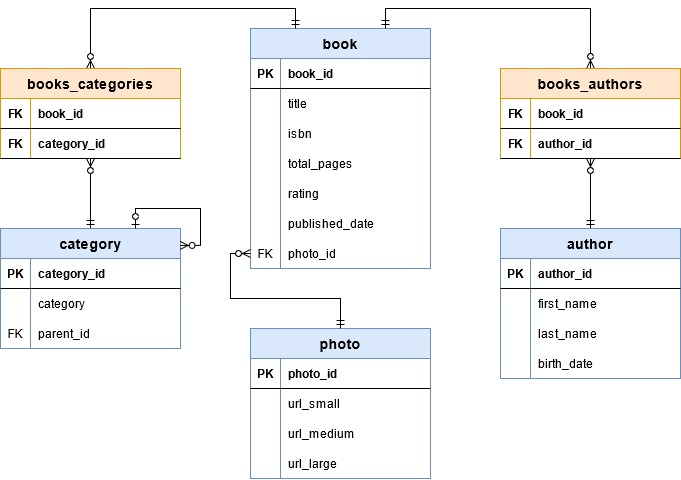 book
PK book_id
title
isbn
total_pages
rating
published_date
FK photo_id
books_categories
FK book_id
FK category_id
books_authors
FK book_id
FK author_id
category
PK category_id
category
FK parent_id
author
PK author_id
first_name
last_name
birth_date
photo
PK photo_id
url_small
url_medium
url_large